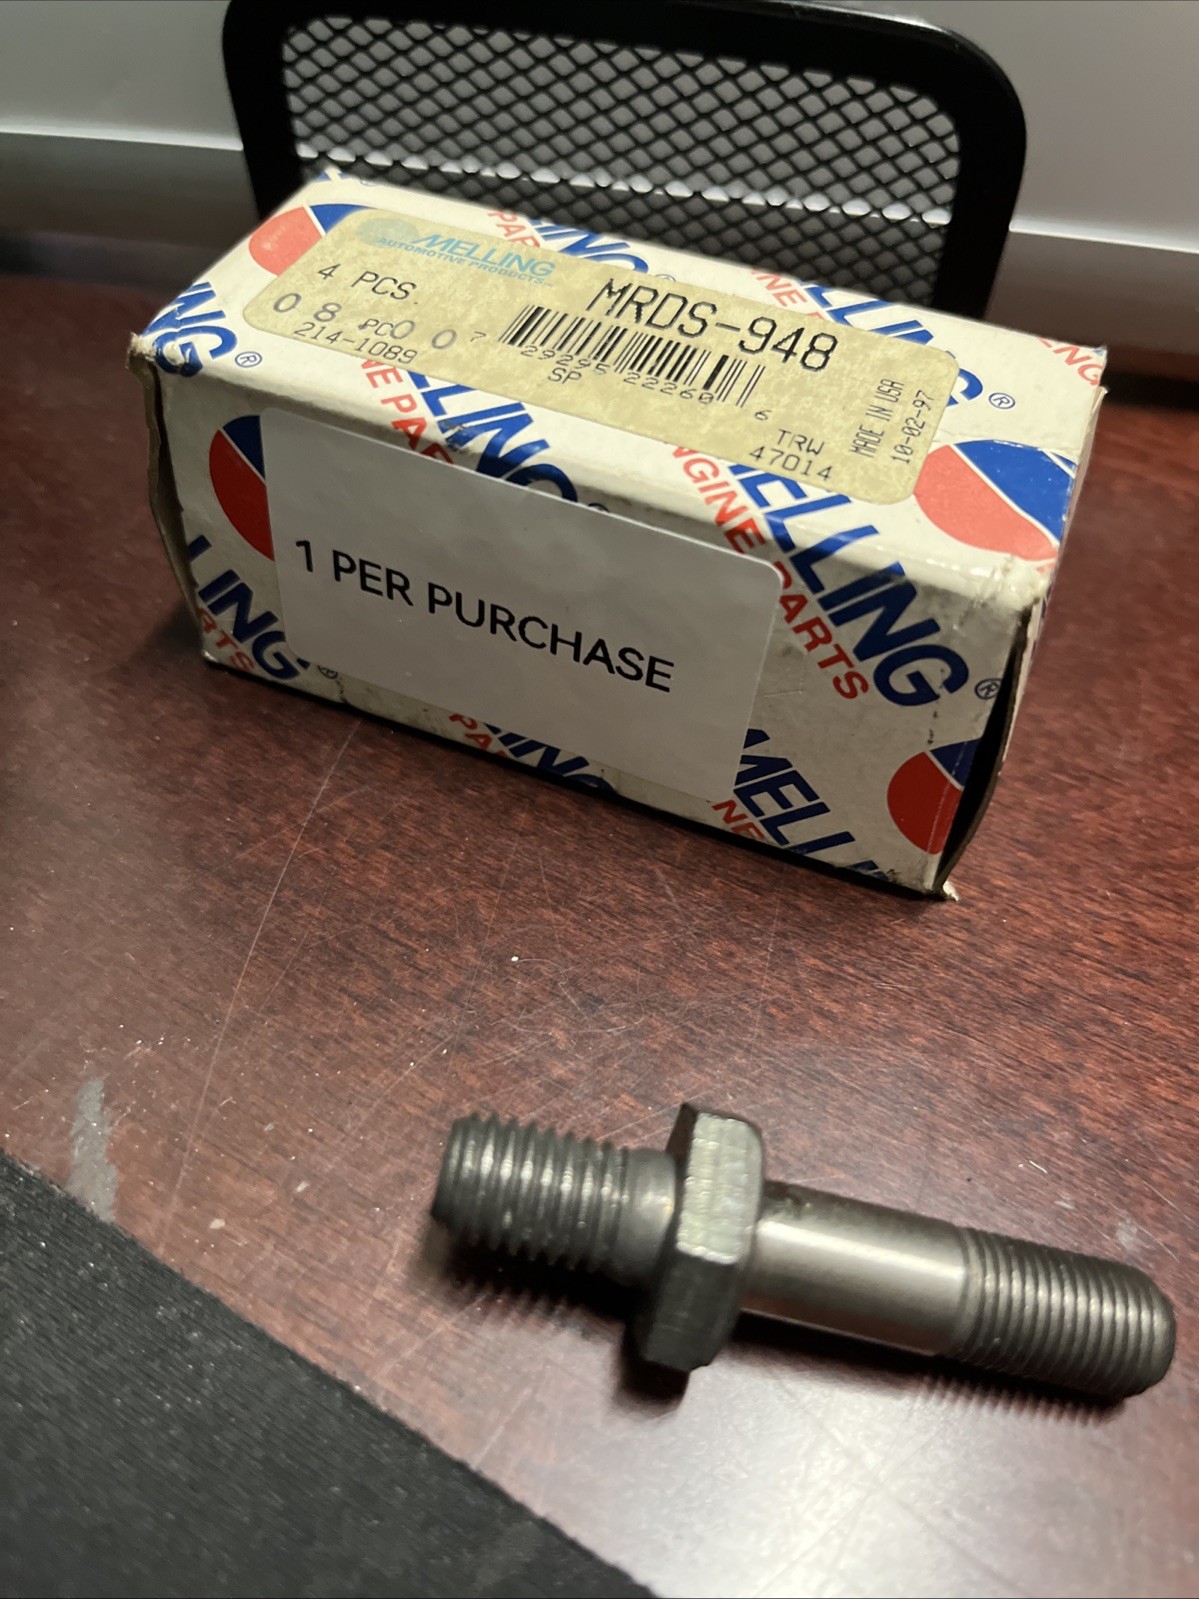 MELLING
AUTOMOTIVE PRODUCTS
4 PCS.
MRDS-948
0 8 PC0 0
214-1089
7 29295 22260 6
SP
TRW
47014
MADE IN USA
10-02-97
1 PER PURCHASE
MELLING®
ENGINE PARTS